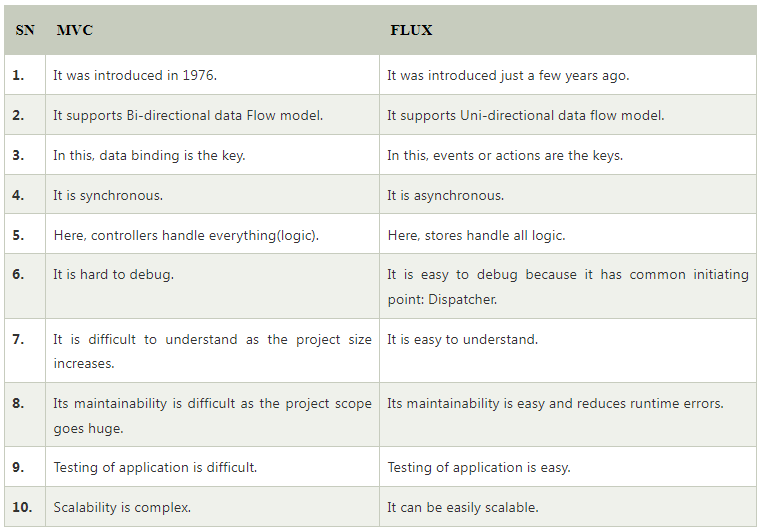 SN MVC FLUX
1. It was introduced in 1976. It was introduced just a few years ago.
2. It supports Bi-directional data Flow model. It supports Uni-directional data flow model.
3. In this, data binding is the key. In this, events or actions are the keys.
4. It is synchronous. It is asynchronous.
5. Here, controllers handle everything(logic). Here, stores handle all logic.
6. It is hard to debug. It is easy to debug because it has common initiating
point: Dispatcher.
7. It is difficult to understand as the project size It is easy to understand.
increases.
8. Its maintainability is difficult as the project scope Its maintainability is easy and reduces runtime errors.
goes huge.
9. Testing of application is difficult. Testing of application is easy.
10. Scalability is complex. It can be easily scalable.